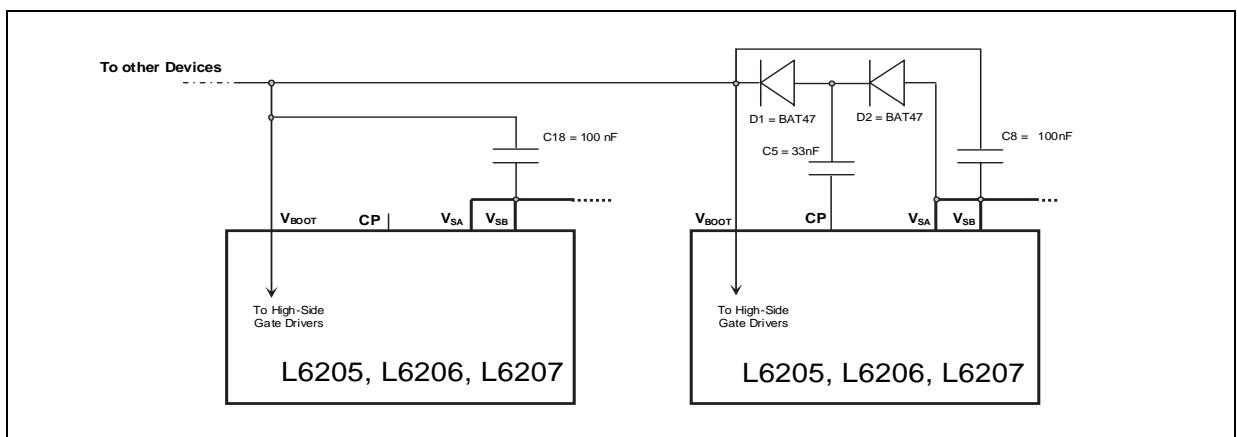 To other Devices
D1 = BAT47
D2 = BAT47
C18 = 100 nF
C8 = 100nF
C5 = 33nF
VBOOT
CP
VSA
VSB
VBOOT
CP
VSA
VSB
To High-Side
Gate Drivers
To High-Side
Gate Drivers
L6205, L6206, L6207
L6205, L6206, L6207